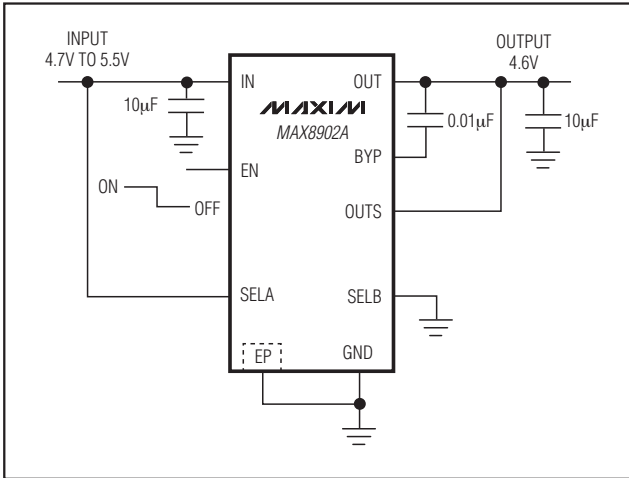 INPUT
4.7V TO 5.5V
OUTPUT
4.6V
IN
OUT
10µF
MAXIM
MAX8902A
0.01µF
10µF
BYP
EN
ON
OFF
OUTS
SELA
SELB
EP
GND